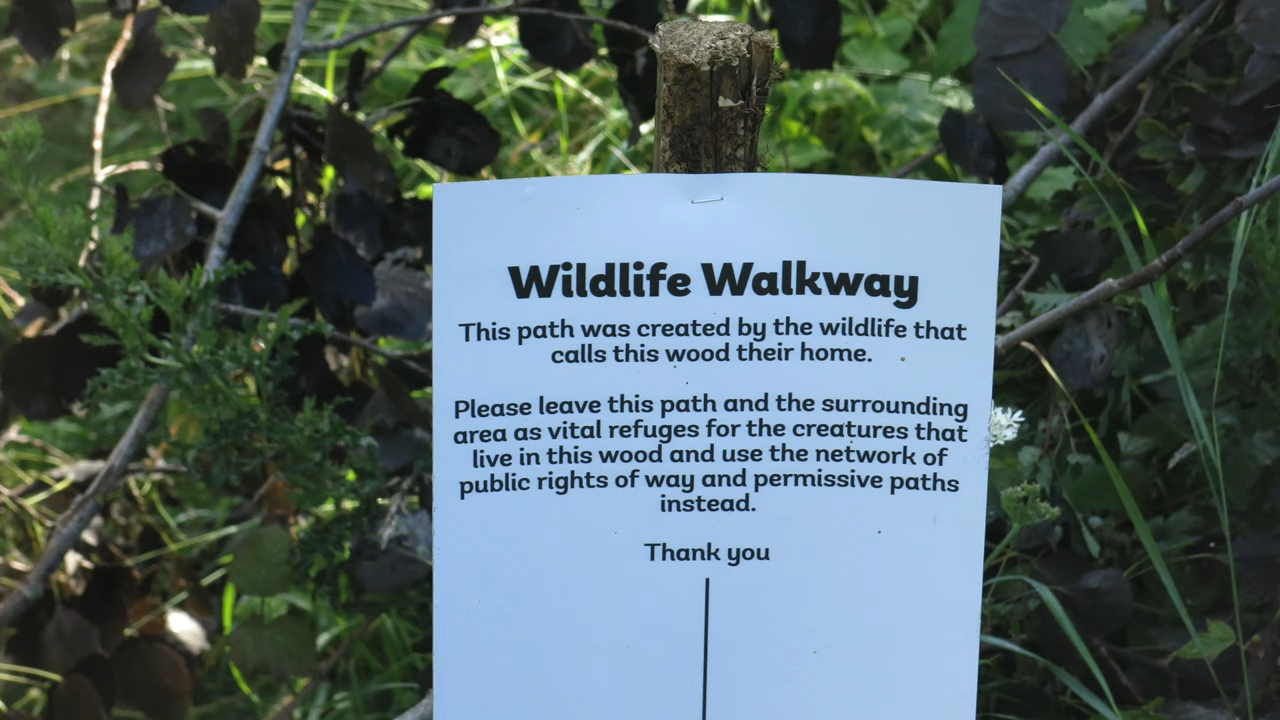 Wildlife Walkway
This path was created by the wildlife that
calls this wood their home.
Please leave this path and the surrounding
area as vital refuges for the creatures that
live in this wood and use the network of
public rights of way and permissive paths
instead.
Thank you